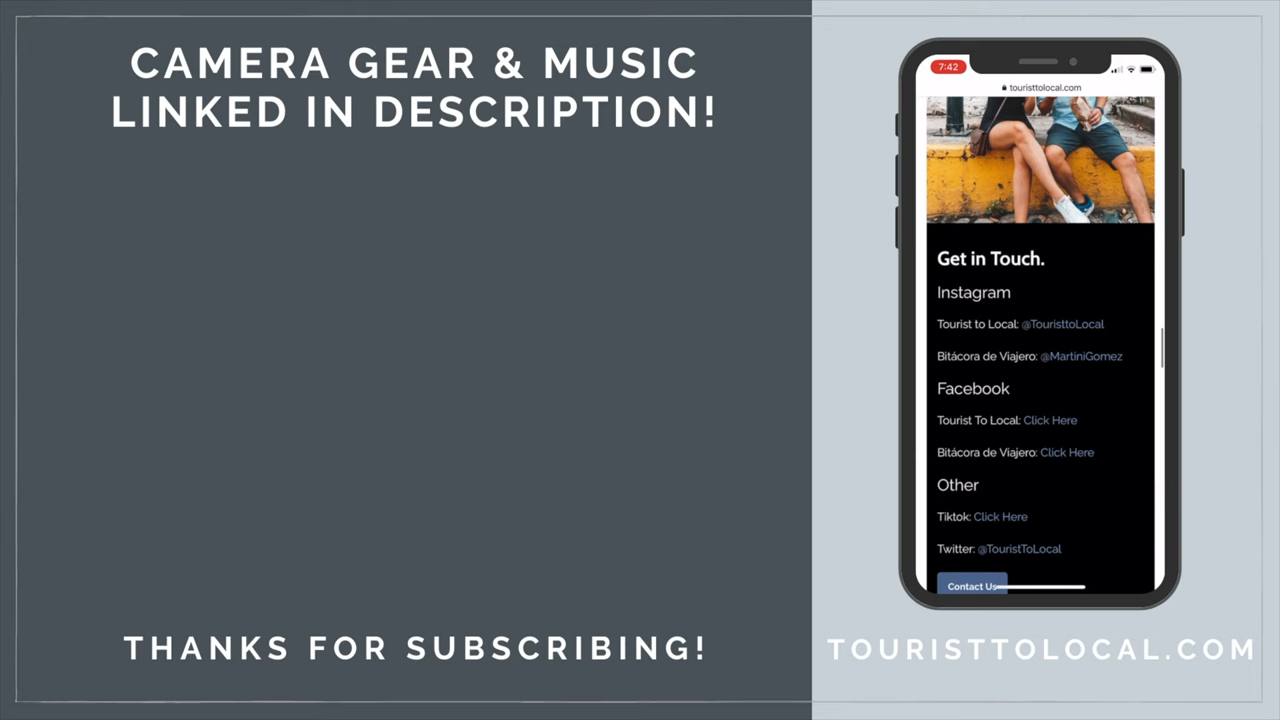 CAMERA GEAR & MUSIC
LINKED IN DESCRIPTION!
7:42
touristtolocal.com
Get in Touch.
Instagram
Tourist to Local: @TouristtoLocal
Bitácora de Viajero: @MartiniGomez
Facebook
Tourist To Local: Click Here
Bitácora de Viajero: Click Here
Other
Tiktok: Click Here
Twitter: @TouristToLocal
Contact Us
THANKS FOR SUBSCRIBING!
TOURISTTOLOCAL.COM